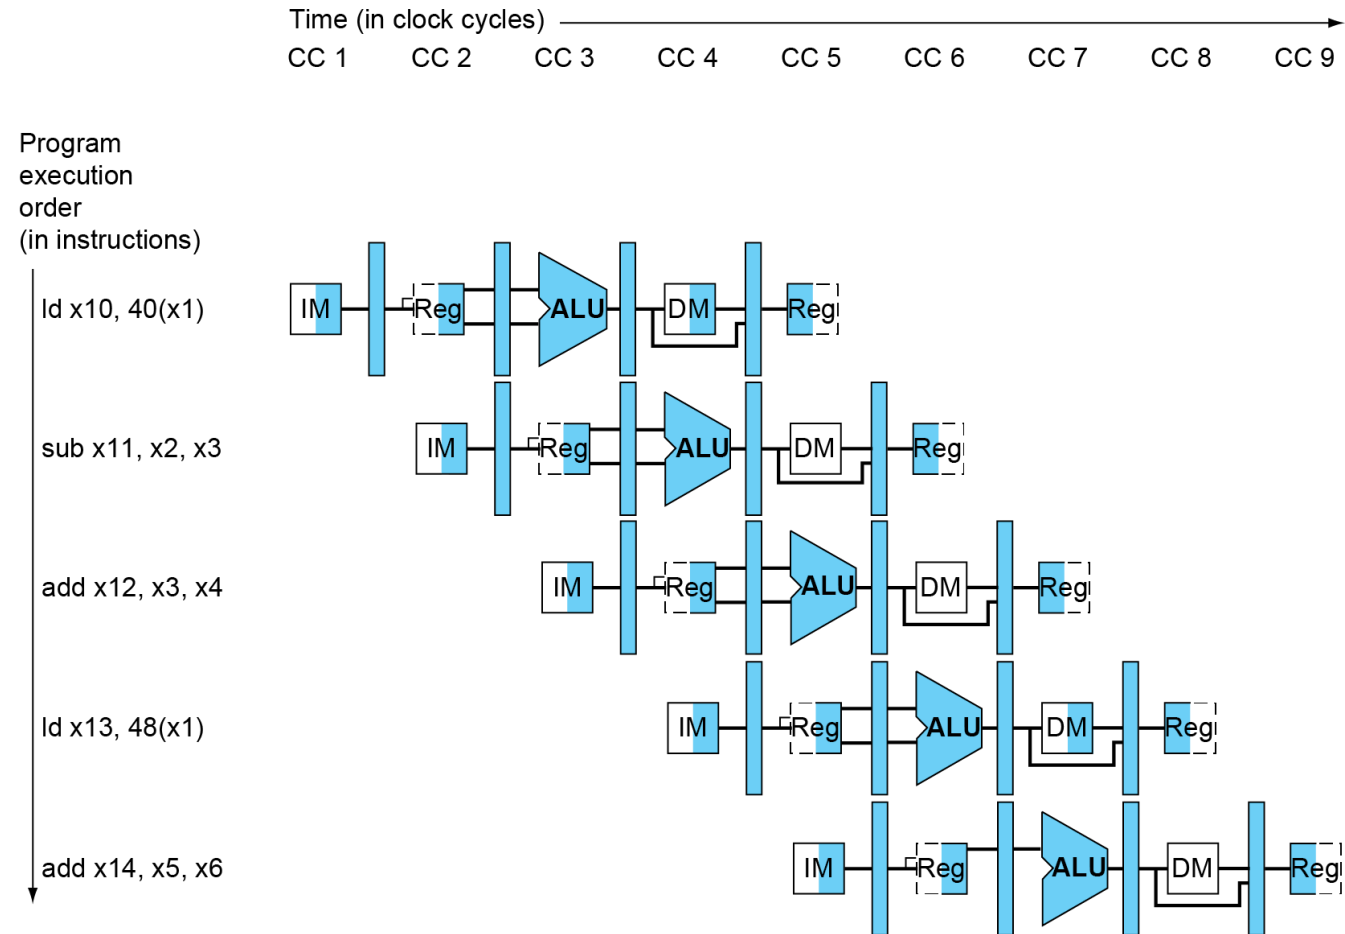 Time (in clock cycles)
CC 1 CC 2 CC 3 CC 4 CC 5 CC 6 CC 7 CC 8 CC 9
Program
execution
order
(in instructions)
ld x10, 40(x1) IM Reg ALU DM Reg
sub x11, x2, x3 IM Reg ALU DM Reg
add x12, x3, x4 IM Reg ALU DM Reg
ld x13, 48(x1) IM Reg ALU DM Reg
add x14, x5, x6 IM Reg ALU DM Reg